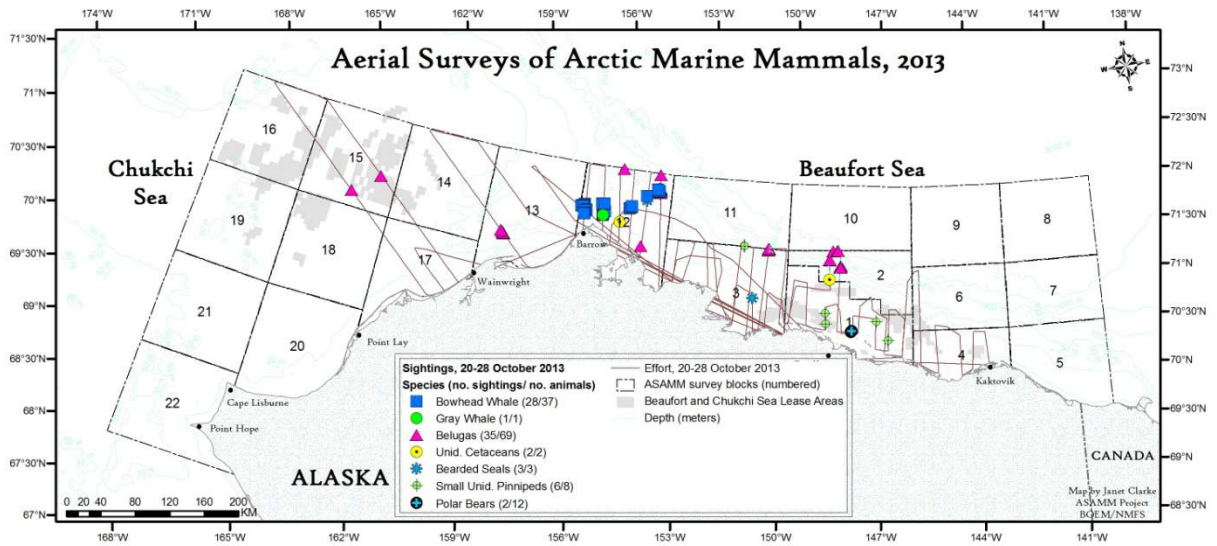 174°W 171°W 168°W 165°W 162°W 159°W 156°W 153°W 150°W 147°W 144°W 141°W 138°W
Aerial Surveys of Arctic Marine Mammals, 2013
71°30'N
71°N
70°30'N
70°N
69°30'N
69°N
68°30'N
68°N
67°30'N
67°N
73°N
72°30'N
72°N
71°30'N
71°N
70°30'N
70°N
69°30'N
69°N
68°30'N
N
W E
S
Chukchi
Sea
Beaufort Sea
16
15
14
13
12
11
10
9
8
19
18
17
3
2
6
7
21
20
1
4
5
22
Barrow
Wainwright
Point Lay
Cape Lisburne
Point Hope
Kaktovik
ALASKA
CANADA
Sightings, 20-28 October 2013
Species (no. sightings/ no. animals)
Bowhead Whale (28/37)
Gray Whale (1/1)
Belugas (35/69)
Unid. Cetaceans (2/2)
Bearded Seals (3/3)
Small Unid. Pinnipeds (6/8)
Polar Bears (2/12)
Effort, 20-28 October 2013
ASAMM survey blocks (numbered)
Beaufort and Chukchi Sea Lease Areas
Depth (meters)
0 20 40 80 120 160 200
KM
Map by Janet Clarke
ASAMM Project
BOEM/NMFS
168°W 165°W 162°W 159°W 156°W 153°W 150°W 147°W 144°W 141°W